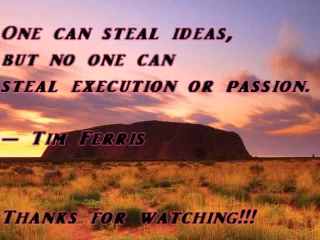 One can steal ideas,
but no one can
steal execution or passion.
— Tim Ferris
Thanks for watching!!!